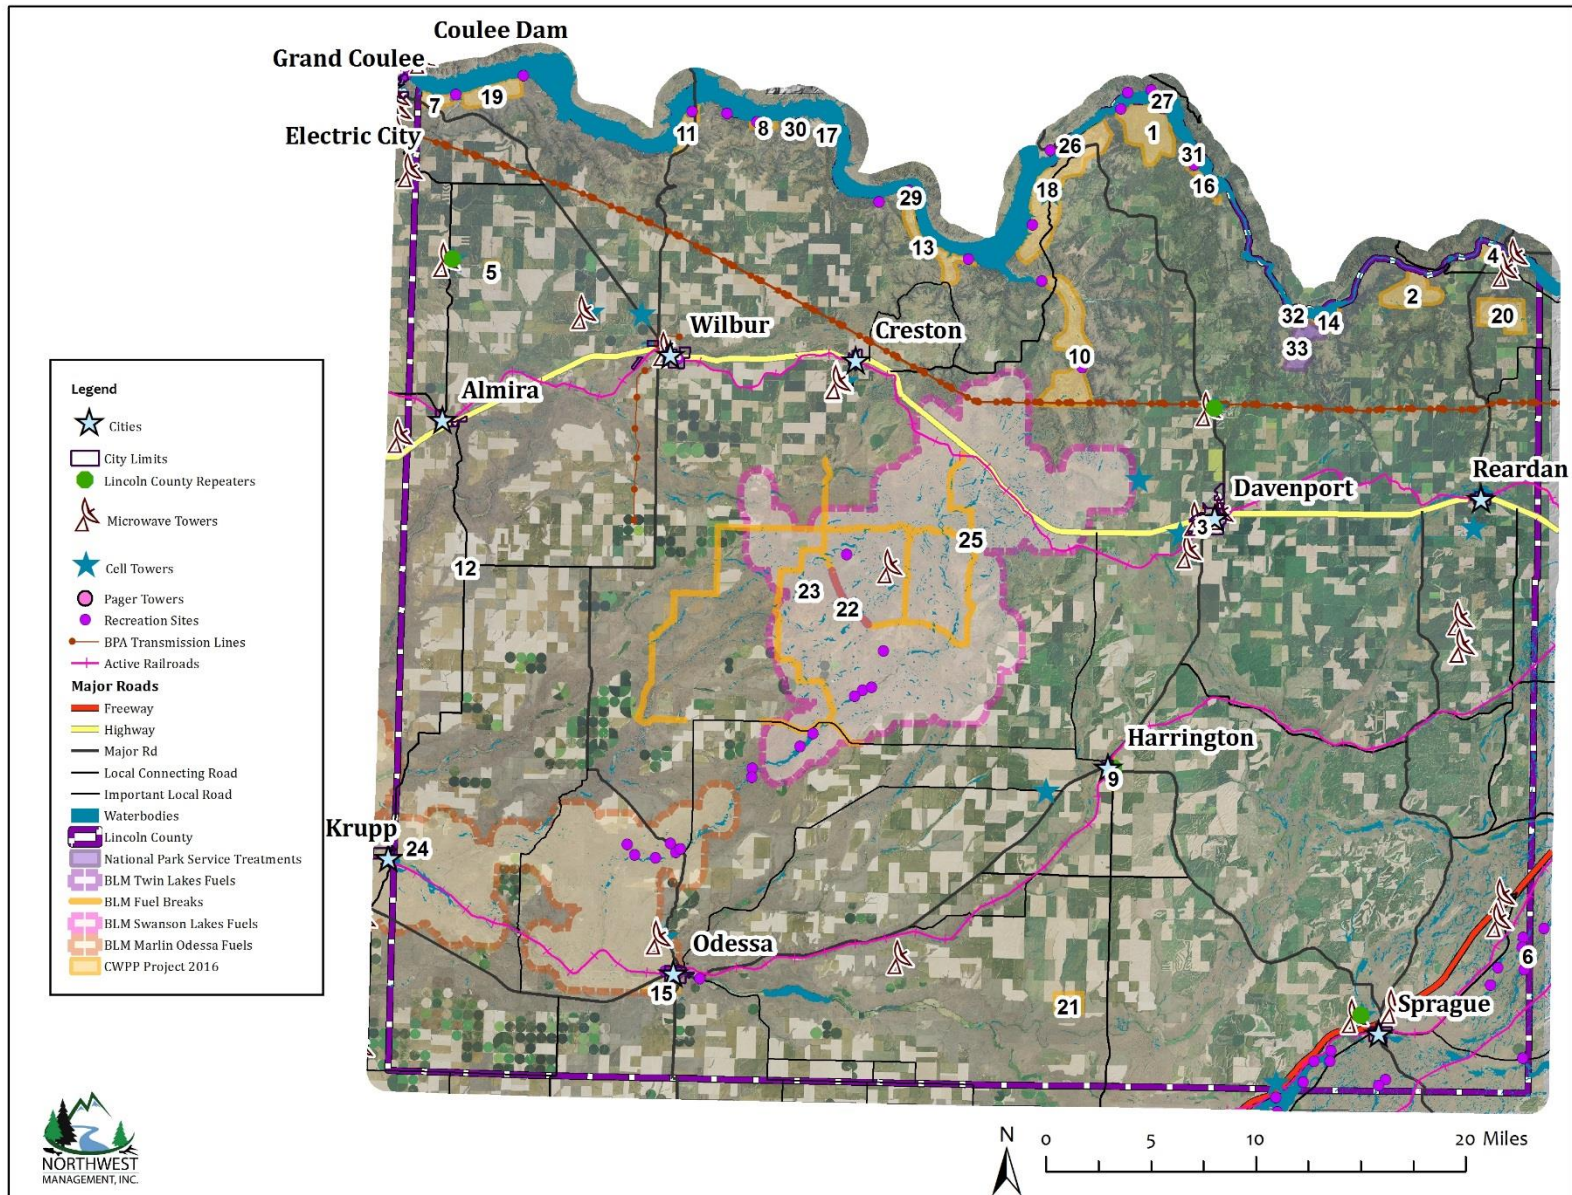 Coulee Dam
Grand Coulee
7
19
27
Electric City
11
8
30
17
26
1
31
18
16
29
13
4
5
2
32
14
20
33
Wilbur
Creston
10
Almira
Reardan
Davenport
3
25
12
23
22
Harrington
9
Krupp
24
Odessa
15
6
21
Sprague
Legend
Cities
City Limits
Lincoln County Repeaters
Microwave Towers
Cell Towers
Pager Towers
Recreation Sites
BPA Transmission Lines
Active Railroads
Major Roads
Freeway
Highway
Major Rd
Local Connecting Road
Important Local Road
Waterbodies
Lincoln County
National Park Service Treatments
BLM Twin Lakes Fuels
BLM Fuel Breaks
BLM Swanson Lakes Fuels
BLM Marlin Odessa Fuels
CWPP Project 2016
NORTHWEST
MANAGEMENT, INC.
N
0 5 10 20 Miles